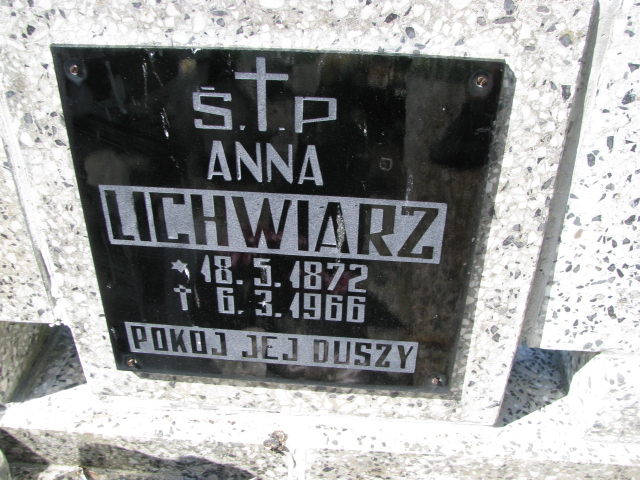 Ś.†.P
ANNA
LICHWIARZ
* 18.5.1872
† 6.3.1966
POKÓJ JEJ DUSZY